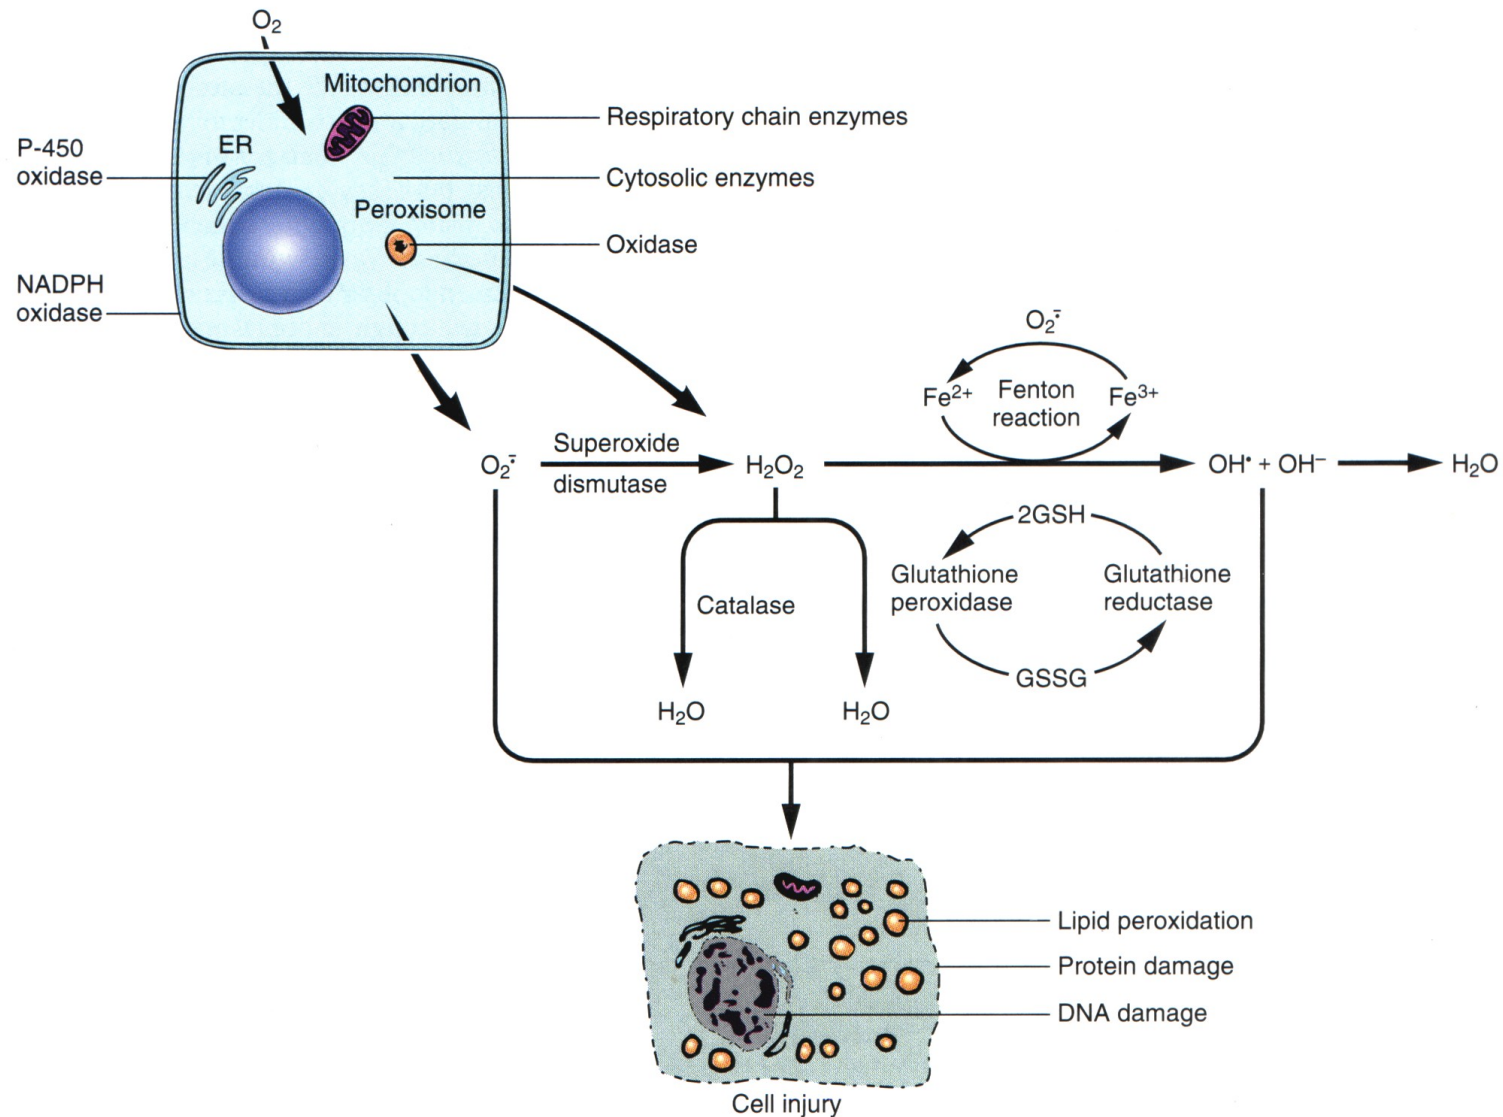 O₂
Mitochondrion
Respiratory chain enzymes
P-450
oxidase
ER
Cytosolic enzymes
Peroxisome
Oxidase
NADPH
oxidase
O₂•̄
Fe²⁺
Fenton
reaction
Fe³⁺
O₂•̄
Superoxide
dismutase
H₂O₂
OH• + OH⁻
H₂O
2GSH
Glutathione
peroxidase
Glutathione
reductase
GSSG
Catalase
H₂O
H₂O
Lipid peroxidation
Protein damage
DNA damage
Cell injury